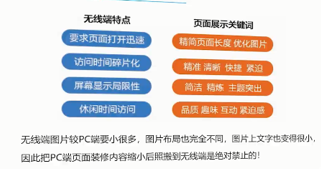 无线端特点 页面展示关键词
要求页面打开迅速 精简页面长度 优化图片
访问时间碎片化 精准 清晰 快捷 紧迫
屏幕显示局限性 简洁 精炼 主题突出
休闲时间访问 品质 趣味 互动 紧迫感
无线端图片较PC端要小很多，图片布局也完全不同，图片上文字也变得很小，
因此把PC端页面装修内容缩小后照搬到无线端是绝对禁止的!